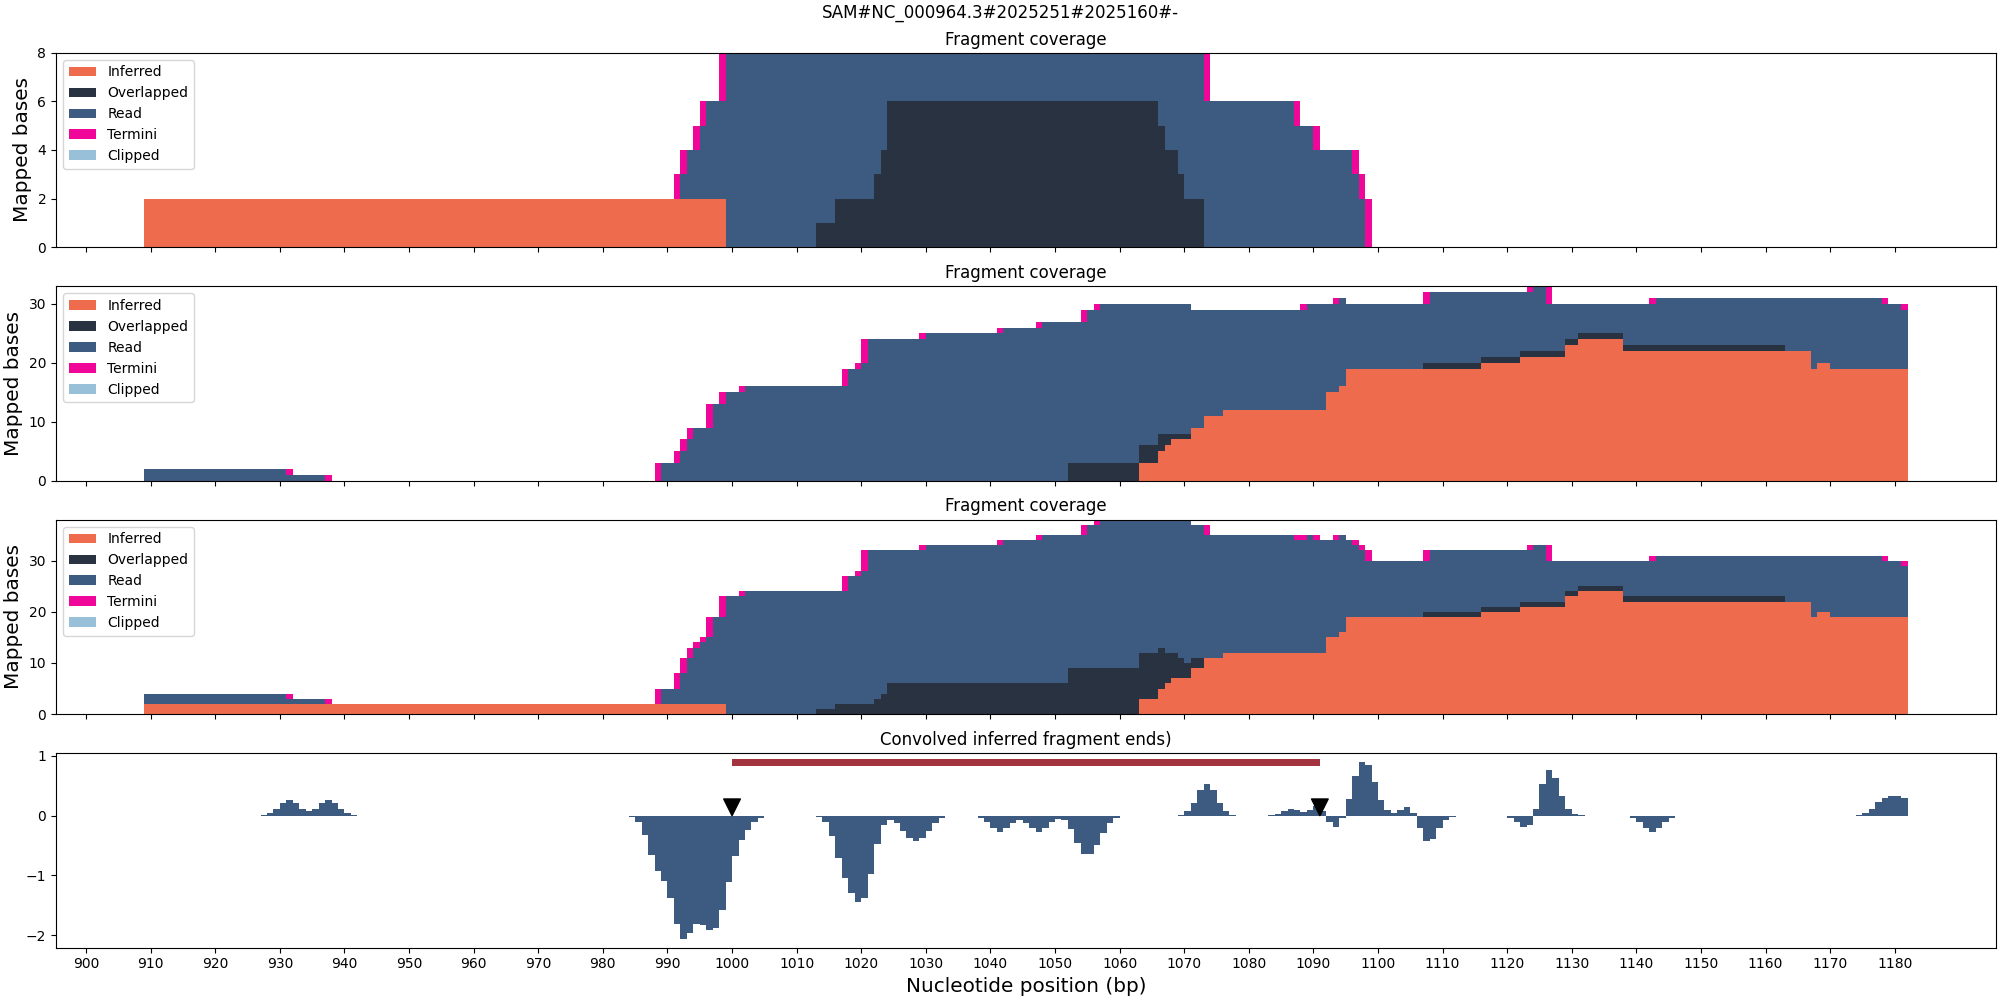 SAM#NC_000964.3#2025251#2025160#-
Fragment coverage
Mapped bases
8
6
4
2
0
Inferred
Overlapped
Read
Termini
Clipped
Fragment coverage
Mapped bases
30
20
10
0
Inferred
Overlapped
Read
Termini
Clipped
Fragment coverage
Mapped bases
30
20
10
0
Inferred
Overlapped
Read
Termini
Clipped
Convolved inferred fragment ends)
1
0
−1
−2
900 910 920 930 940 950 960 970 980 990 1000 1010 1020 1030 1040 1050 1060 1070 1080 1090 1100 1110 1120 1130 1140 1150 1160 1170 1180
Nucleotide position (bp)